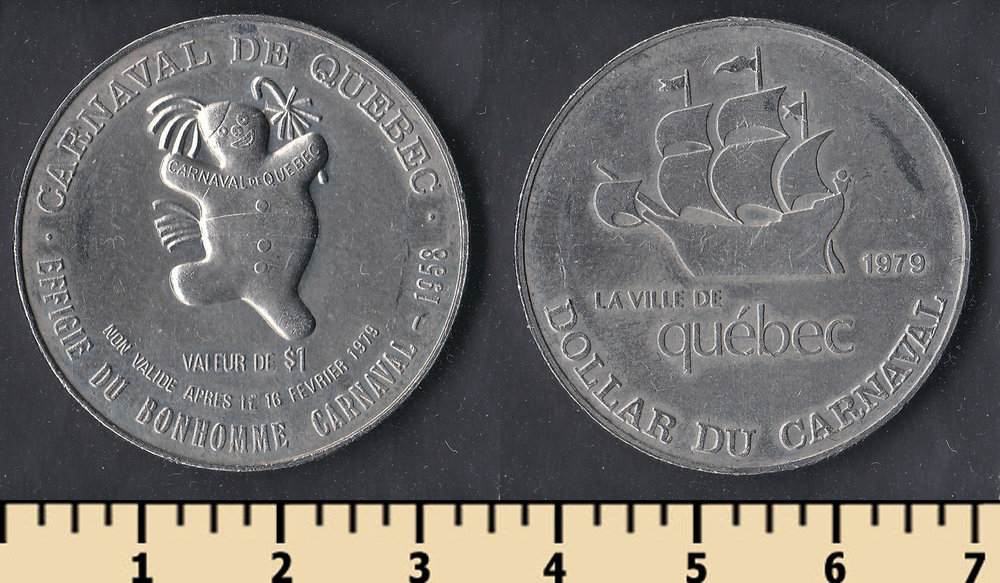 · CARNAVAL DE QUEBEC ·
CARNAVAL DE QUEBEC
VALEUR DE $1
NON VALIDE APRES LE 16 FEVRIER 1979
EFFIGIE DU BONHOMME CARNAVAL - 1958
1979
LA VILLE DE
québec
DOLLAR DU CARNAVAL
1 2 3 4 5 6 7